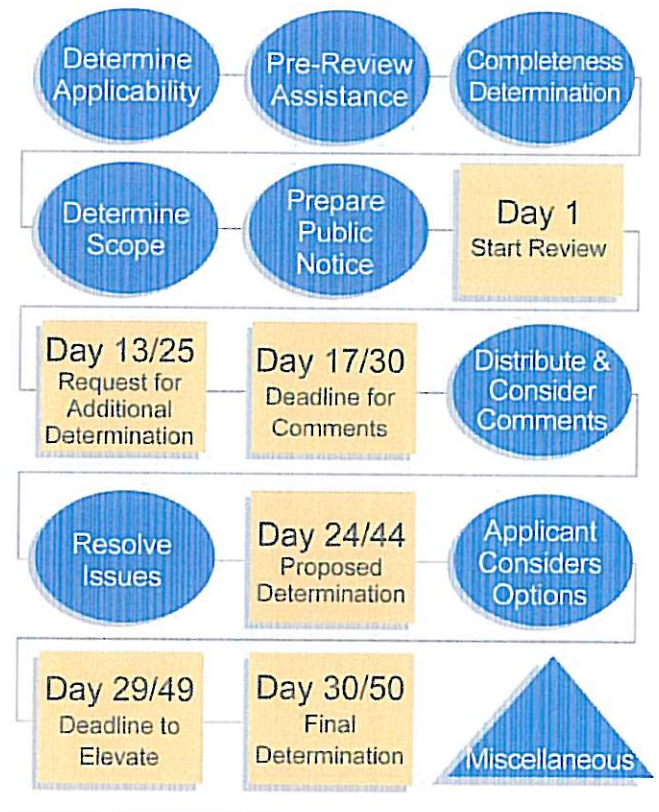 Determine
Applicability
Pre-Review
Assistance
Completeness
Determination
Determine
Scope
Prepare
Public
Notice
Day 1
Start Review
Day 13/25
Request for
Additional
Determination
Day 17/30
Deadline for
Comments
Distribute &
Consider
Comments
Resolve
Issues
Day 24/44
Proposed
Determination
Applicant
Considers
Options
Day 29/49
Deadline to
Elevate
Day 30/50
Final
Determination
Miscellaneous